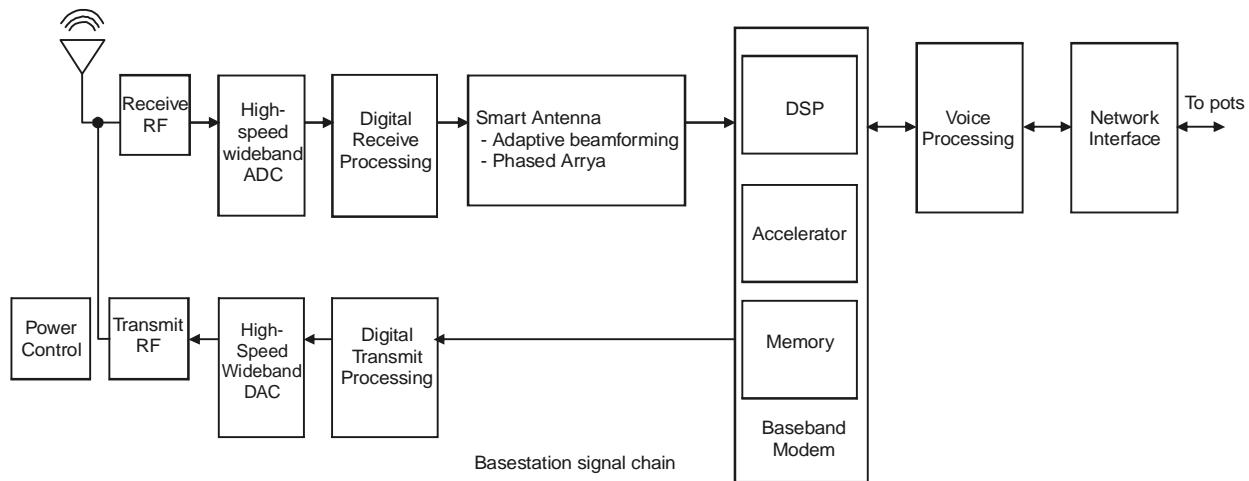 Receive
RF
High-
speed
wideband
ADC
Digital
Receive
Processing
Smart Antenna
- Adaptive beamforming
- Phased Arrya
DSP
Accelerator
Memory
Baseband
Modem
Voice
Processing
Network
Interface
To pots
Power
Control
Transmit
RF
High-
Speed
Wideband
DAC
Digital
Transmit
Processing
Basestation signal chain